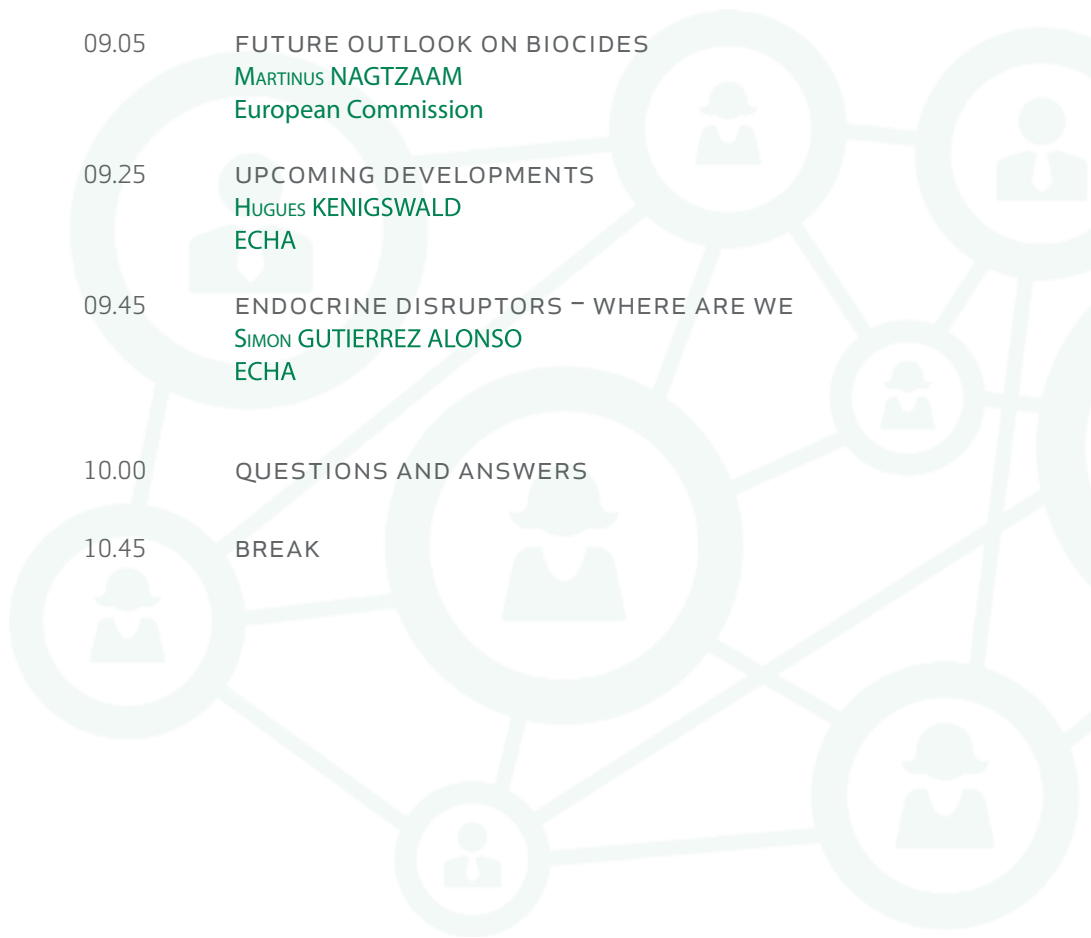 09.05 FUTURE OUTLOOK ON BIOCIDES
Martinus NAGTZAAM
European Commission
09.25 UPCOMING DEVELOPMENTS
Hugues KENIGSWALD
ECHA
09.45 ENDOCRINE DISRUPTORS – WHERE ARE WE
Simon GUTIERREZ ALONSO
ECHA
10.00 QUESTIONS AND ANSWERS
10.45 BREAK